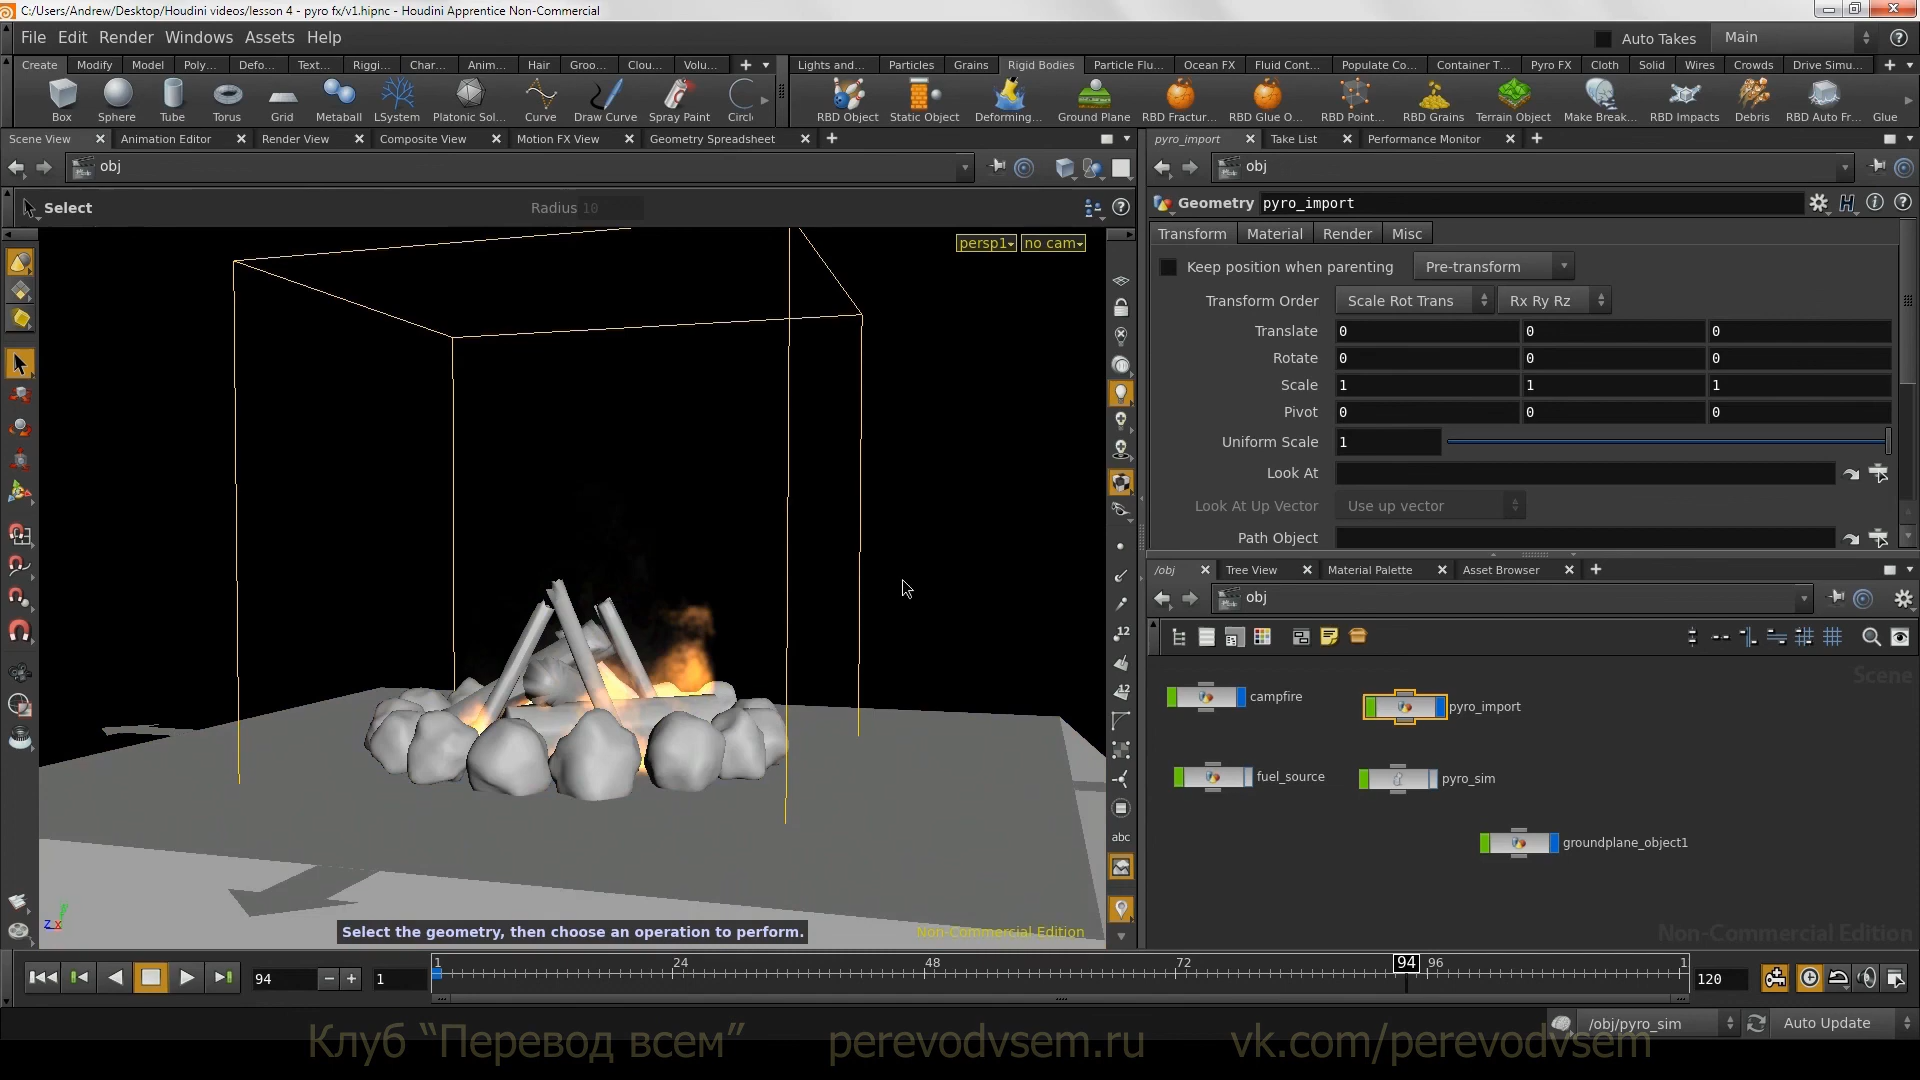 C:/Users/Andrew/Desktop/Houdini videos/lesson 4 - pyro fx/v1.hipnc - Houdini Apprentice Non-Commercial
File Edit Render Windows Assets Help
Auto Takes Main
Create Modify Model Poly... Defo... Text... Riggi... Char... Anim... Hair Groo... Clou... Volu...
Lights and... Particles Grains Rigid Bodies Particle Flu... Ocean FX Fluid Cont... Populate Co... Container T... Pyro FX Cloth Solid Wires Crowds Drive Simu...
Box Sphere Tube Torus Grid Metaball LSystem Platonic Sol... Curve Draw Curve Spray Paint Circl
RBD Object Static Object Deforming... Ground Plane RBD Fractur... RBD Glue O... RBD Point... RBD Grains Terrain Object Make Break... RBD Impacts Debris RBD Auto Fr... Glue
Scene View Animation Editor Render View Composite View Motion FX View Geometry Spreadsheet
pyro_import Take List Performance Monitor
obj
obj
Select Radius 10
Geometry pyro_import
persp1 no cam
Transform Material Render Misc
Keep position when parenting Pre-transform
Transform Order Scale Rot Trans Rx Ry Rz
Translate 0 0 0
Rotate 0 0 0
Scale 1 1 1
Pivot 0 0 0
Uniform Scale 1
Look At
Look At Up Vector Use up vector
Path Object
/obj Tree View Material Palette Asset Browser
obj
12
12
abc
Scene
campfire
pyro_import
fuel_source
pyro_sim
groundplane_object1
Z X
Select the geometry, then choose an operation to perform.
Non-Commercial Edition
Non-Commercial Edition
94 1 1 24 48 72 94 96 1 120
/obj/pyro_sim Auto Update
Клуб “Перевод всем” perevodvsem.ru vk.com/perevodvsem